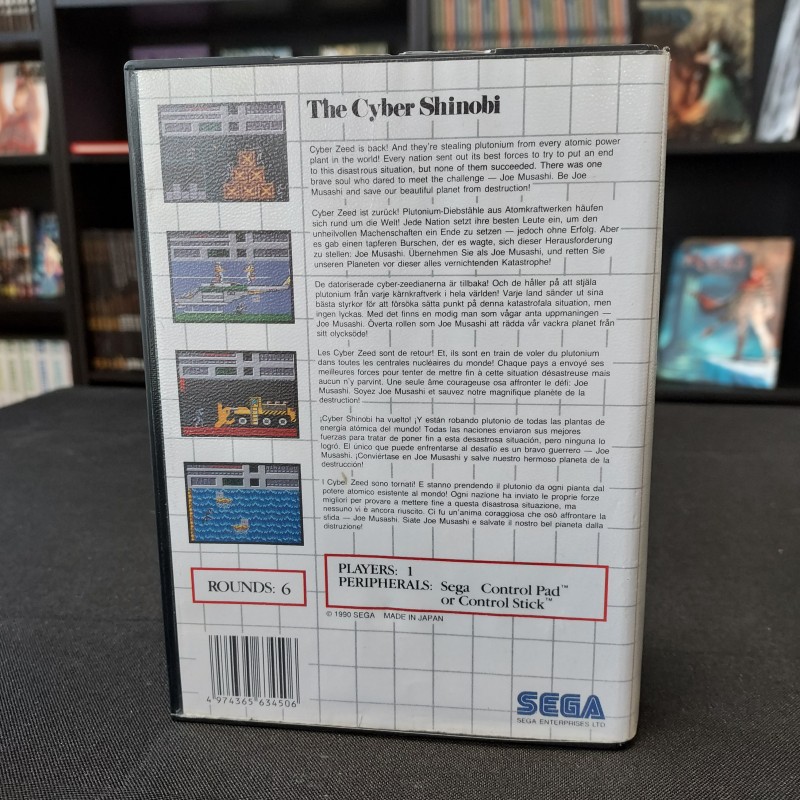 The Cyber Shinobi
Cyber Zeed is back! And they're stealing plutonium from every atomic power
plant in the world! Every nation sent out its best forces to try to put an end
to this disastrous situation, but none of them succeeded. There was one
brave soul who dared to meet the challenge — Joe Musashi. Be Joe
Musashi and save our beautiful planet from destruction!
Cyber Zeed ist zurück! Plutonium-Diebstähle aus Atomkraftwerken häufen
sich rund um die Welt! Jede Nation setzt ihre besten Leute ein, um den
unheilvollen Machenschaften ein Ende zu setzen — jedoch ohne Erfolg. Aber
es gab einen tapferen Burschen, der es wagte, sich dieser Herausforderung
zu stellen: Joe Musashi. Übernehmen Sie als Joe Musashi, und retten Sie
unseren Planeten vor dieser alles vernichtenden Katastrophe!
De datoriserade cyber-zeedianerna är tillbaka! Och de håller på att stjäla
plutonium från varje kärnkraftverk i hela världen! Varje land sänder ut sina
bästa styrkor för att försöka sätta punkt på denna katastrofala situation, men
ingen lyckas. Med det finns en modig man som vågar anta uppmaningen —
Joe Musashi. Överta rollen som Joe Musashi att rädda vår vackra planet från
sitt olycksöde!
Les Cyber Zeed sont de retour! Et, ils sont en train de voler du plutonium
dans toutes les centrales nucléaires du monde! Chaque pays a envoyé ses
meilleures forces pour tenter de mettre fin à cette situation désastreuse mais
aucun n'y parvint. Une seule âme courageuse osa affronter le défi: Joe
Musashi. Soyez Joe Musashi et sauvez notre magnifique planète de la
destruction!
¡Cyber Shinobi ha vuelto! ¡Y están robando plutonio de todas las plantas de
energía atómica del mundo! Todas las naciones enviaron sus mejores
fuerzas para tratar de poner fin a esta desastrosa situación, pero ninguna lo
logró. El único que puede enfrentarse al desafío es un bravo guerrero — Joe
Musashi. ¡Conviértase en Joe Musashi y salve nuestro hermoso planeta de la
destrucción!
I Cyber Zeed sono tornati! E stanno prendendo il plutonio da ogni pianta dal
potere atomico esistente al mondo! Ogni nazione ha inviato le proprie forze
migliori per provare a mettere fine a questa disastrosa situazione, ma
nessuno vi è ancora riuscito. Ci fu un'anima coraggiosa che osò affrontare la
sfida — Joe Musashi. Siate Joe Musashi e salvate il nostro bel pianeta dalla
distruzione!
ROUNDS: 6
PLAYERS: 1
PERIPHERALS: Sega Control Pad™
or Control Stick™
© 1990 SEGA MADE IN JAPAN
4 974365 634506
SEGA
SEGA ENTERPRISES LTD